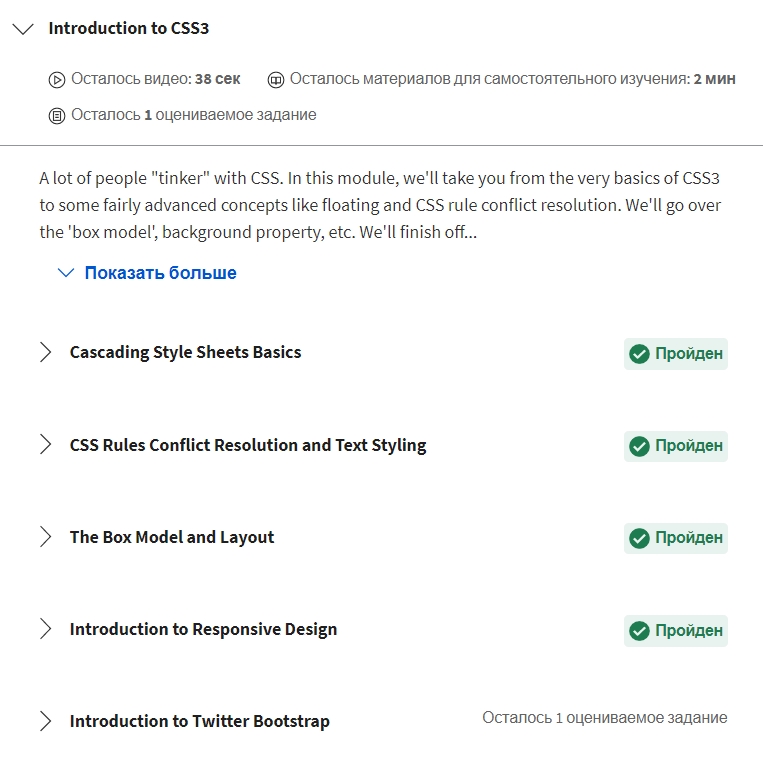 Introduction to CSS3
Осталось видео: 38 сек Осталось материалов для самостоятельного изучения: 2 мин
Осталось 1 оцениваемое задание
A lot of people "tinker" with CSS. In this module, we'll take you from the very basics of CSS3
to some fairly advanced concepts like floating and CSS rule conflict resolution. We'll go over
the 'box model', background property, etc. We'll finish off...
Показать больше
Cascading Style Sheets Basics Пройден
CSS Rules Conflict Resolution and Text Styling Пройден
The Box Model and Layout Пройден
Introduction to Responsive Design Пройден
Introduction to Twitter Bootstrap Осталось 1 оцениваемое задание